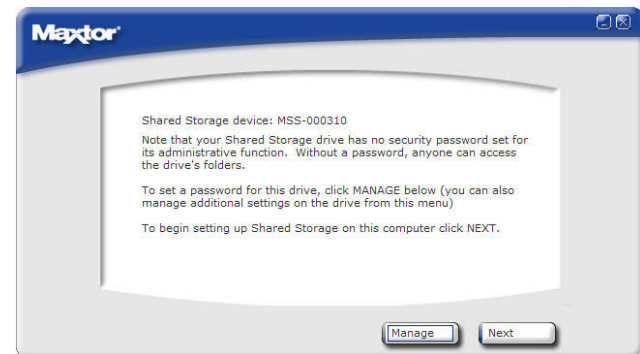 Maxtor
Shared Storage device: MSS-000310
Note that your Shared Storage drive has no security password set for
its administrative function. Without a password, anyone can access
the drive's folders.
To set a password for this drive, click MANAGE below (you can also
manage additional settings on the drive from this menu)
To begin setting up Shared Storage on this computer click NEXT.
Manage Next